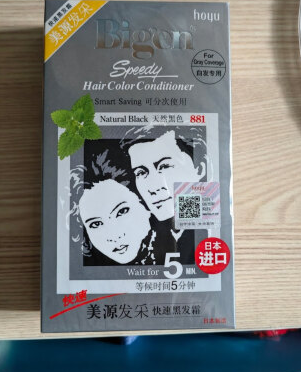 hoyu
美源发采
快速黑发霜
Bigen
Speedy
Hair Color Conditioner
For
Gray Coverage
白发专用
Smart Saving 可分次使用
Natural Black 天然黑色 881
日本
进口
Wait for 5 MIN.
等候时间5分钟
快速
美源发采 快速黑发霜